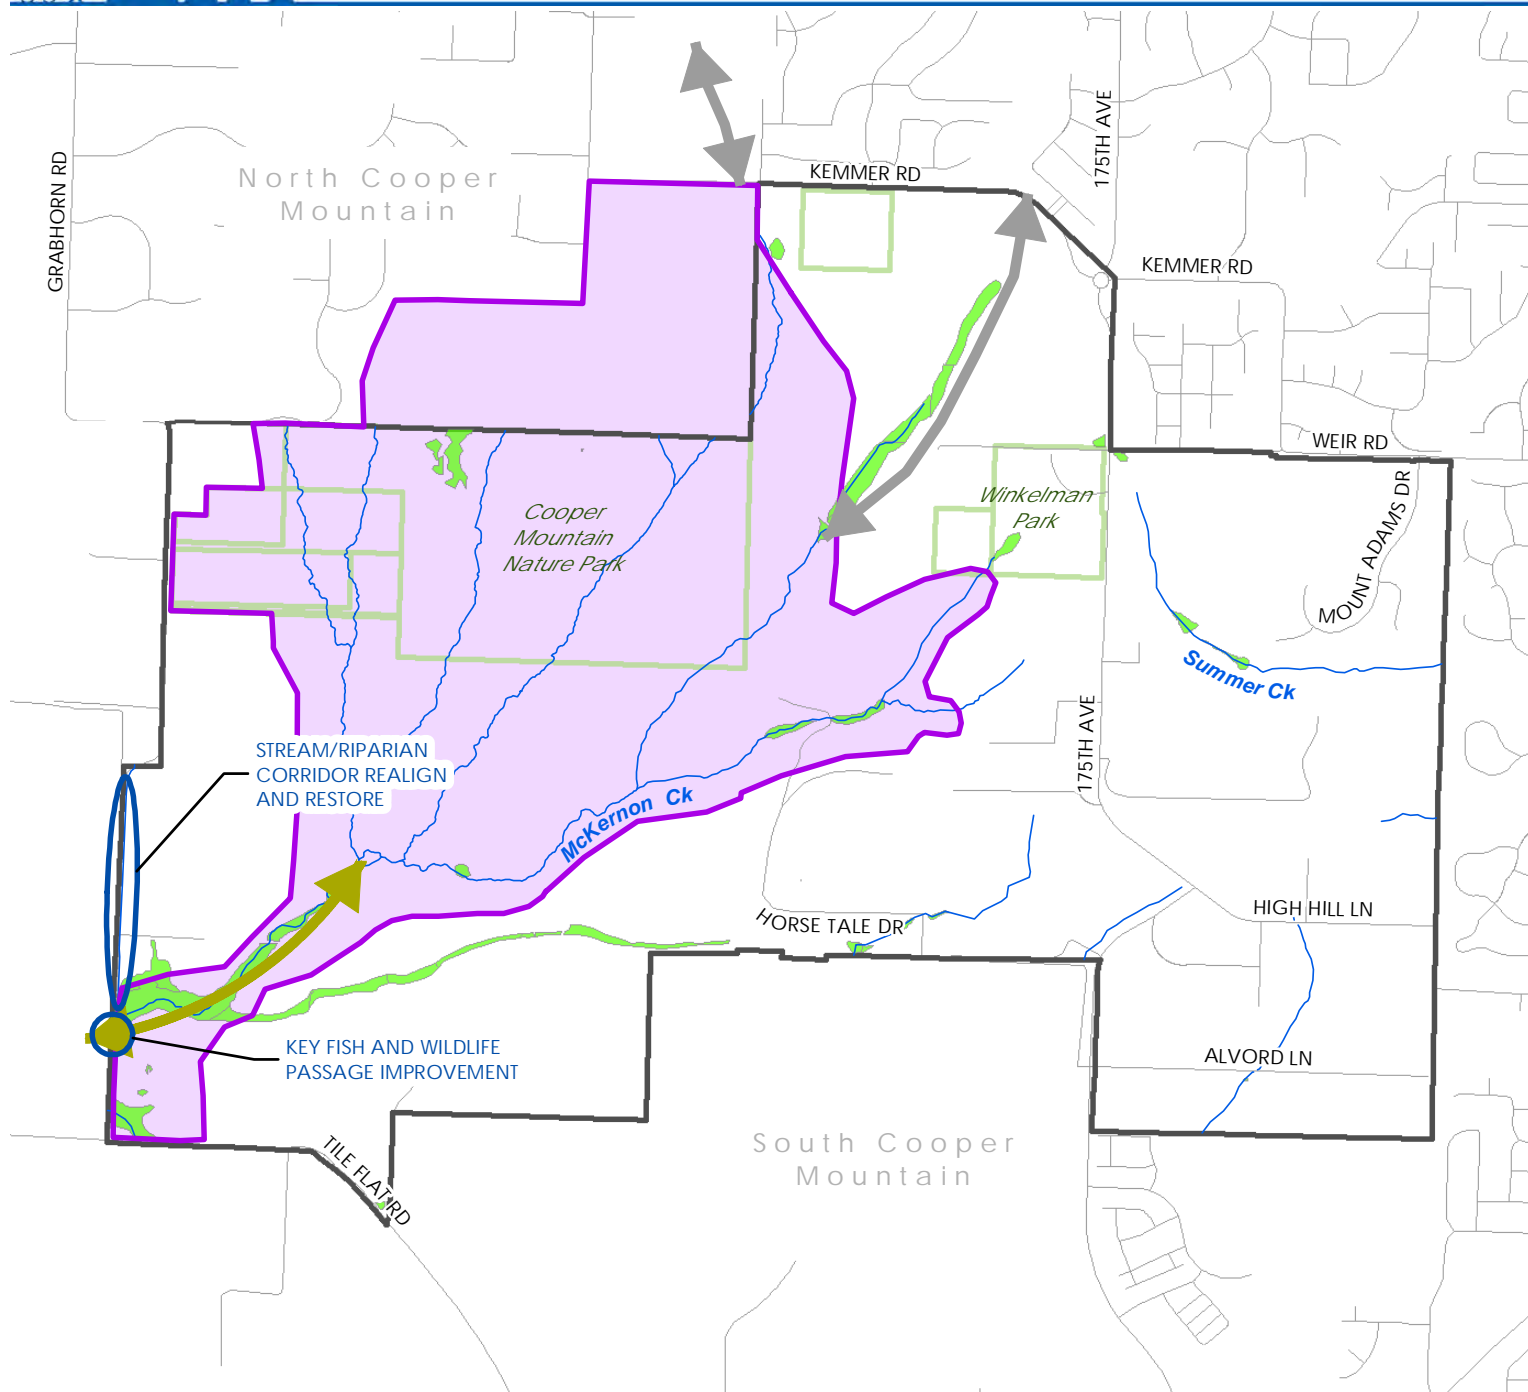 175TH AVE
KEMMER RD
GRABHORN RD
North Cooper
Mountain
KEMMER RD
WEIR RD
Winkelman
Park
Cooper
Mountain
Nature Park
MOUNT ADAMS DR
Summer Ck
175TH AVE
STREAM/RIPARIAN
CORRIDOR REALIGN
AND RESTORE
McKernon Ck
HORSE TALE DR
HIGH HILL LN
KEY FISH AND WILDLIFE
PASSAGE IMPROVEMENT
ALVORD LN
South Cooper
Mountain
TILE FLAT RD